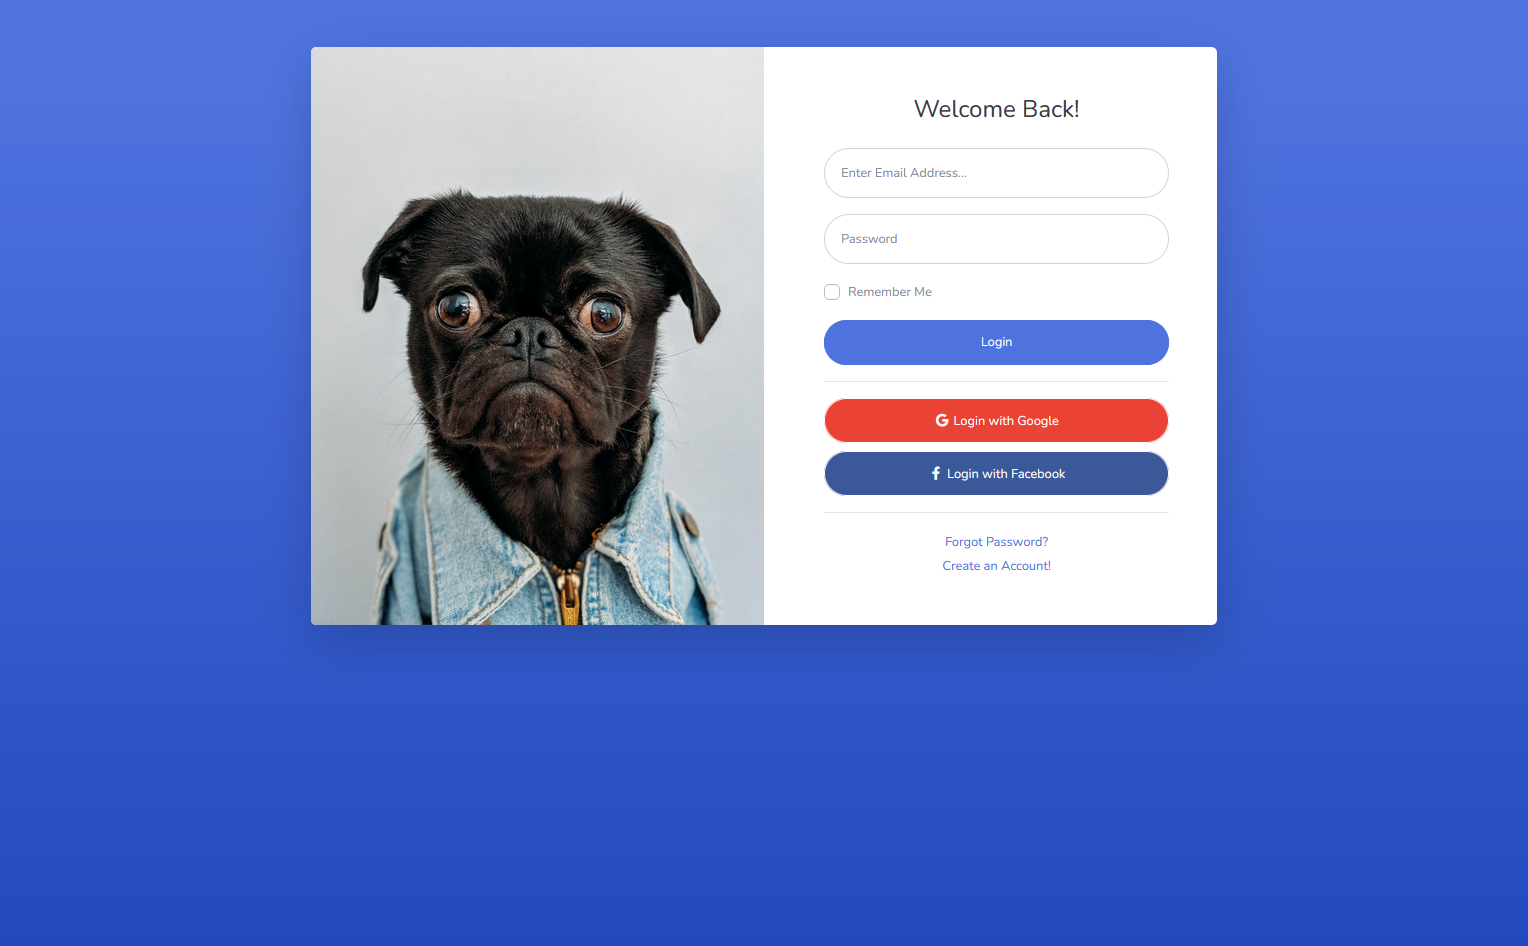 Welcome Back!
Enter Email Address...
Password
Remember Me
Login
Login with Google
Login with Facebook
Forgot Password?
Create an Account!